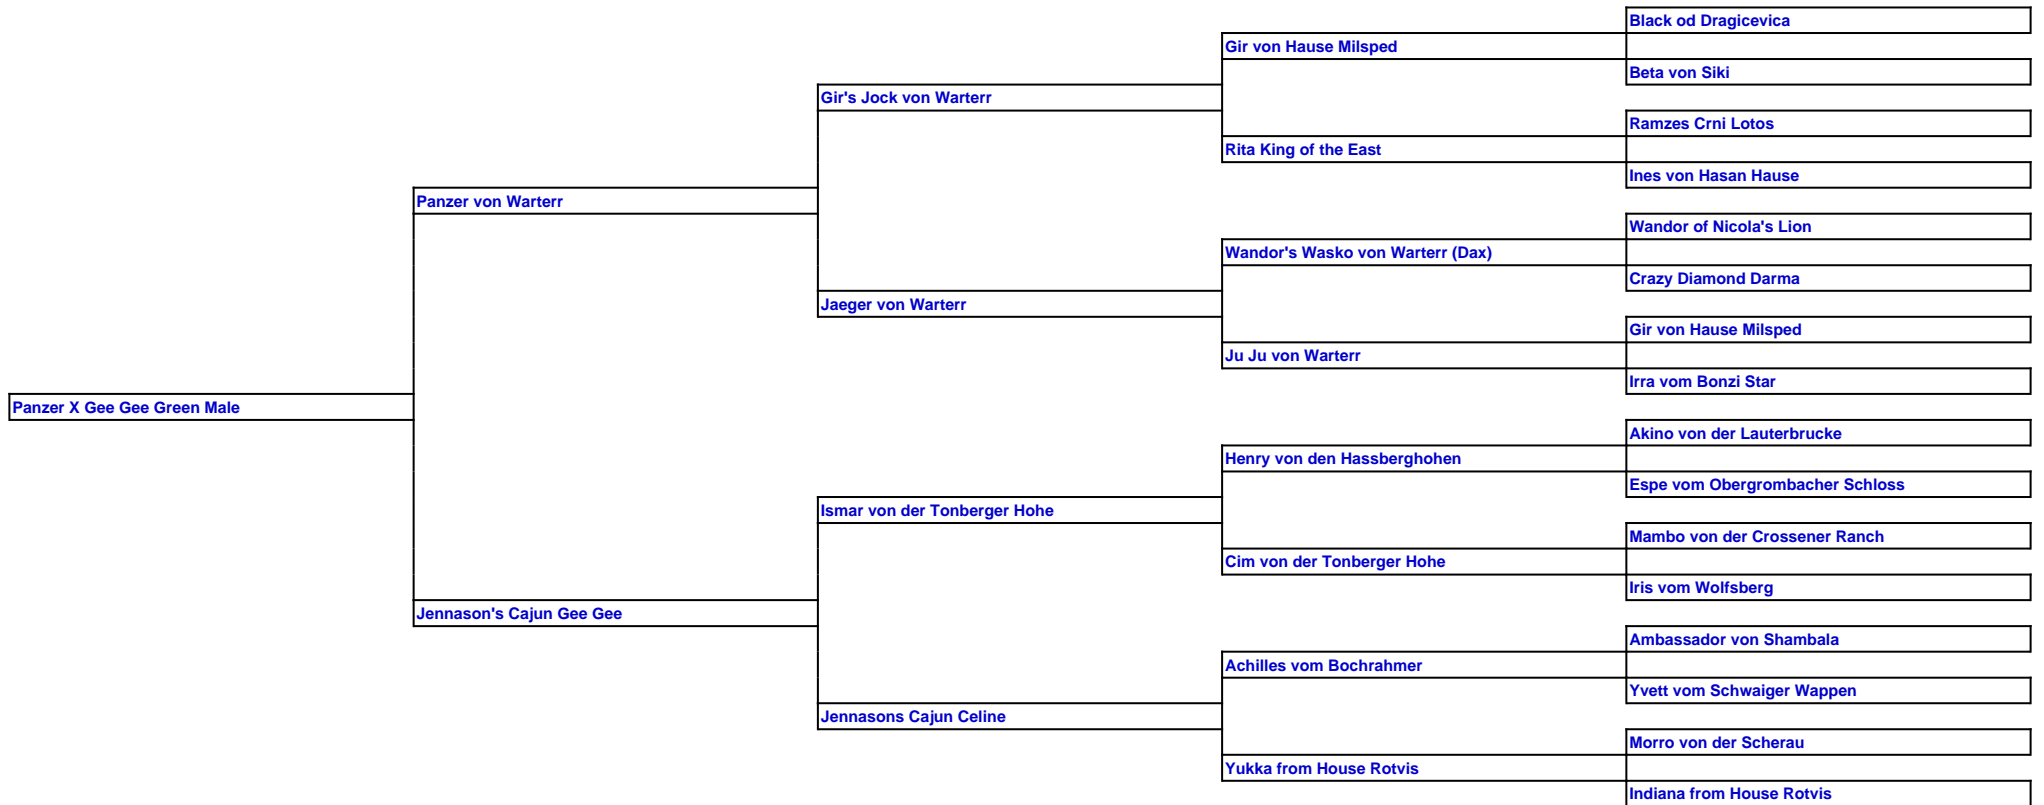 Black od Dragicevica
Gir von Hause Milsped
Beta von Siki
Gir's Jock von Warterr
Ramzes Crni Lotos
Rita King of the East
Ines von Hasan Hause
Panzer von Warterr
Wandor of Nicola's Lion
Wandor's Wasko von Warterr (Dax)
Crazy Diamond Darma
Jaeger von Warterr
Gir von Hause Milsped
Ju Ju von Warterr
Irra vom Bonzi Star
Panzer X Gee Gee Green Male
Akino von der Lauterbrucke
Henry von den Hassberghohen
Espe vom Obergrombacher Schloss
Ismar von der Tonberger Hohe
Mambo von der Crossener Ranch
Cim von der Tonberger Hohe
Iris vom Wolfsberg
Jennason's Cajun Gee Gee
Ambassador von Shambala
Achilles vom Bochrahmer
Yvett vom Schwaiger Wappen
Jennasons Cajun Celine
Morro von der Scherau
Yukka from House Rotvis
Indiana from House Rotvis